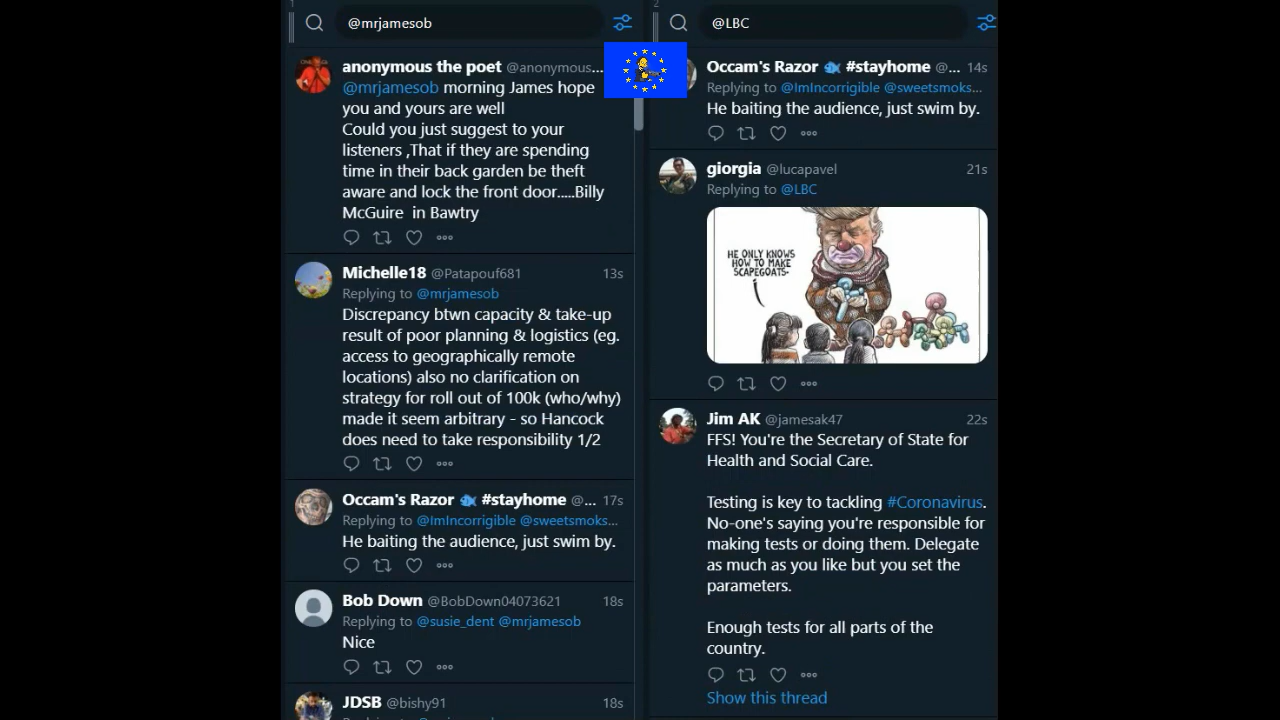 1
@mrjamesob
anonymous the poet @anonymous...
@mrjamesob morning James hope
you and yours are well
Could you just suggest to your
listeners ,That if they are spending
time in their back garden be theft
aware and lock the front door.....Billy
McGuire in Bawtry
Michelle18 @Patapouf681 13s
Replying to @mrjamesob
Discrepancy btwn capacity & take-up
result of poor planning & logistics (eg.
access to geographically remote
locations) also no clarification on
strategy for roll out of 100k (who/why)
made it seem arbitrary - so Hancock
does need to take responsibility 1/2
Occam's Razor 🐟 #stayhome @... 17s
Replying to @ImIncorrigible @sweetsmoks...
He baiting the audience, just swim by.
Bob Down @BobDown04073621 18s
Replying to @susie_dent @mrjamesob
Nice
JDSB @bishy91 18s
2
@LBC
Occam's Razor 🐟 #stayhome @... 14s
Replying to @ImIncorrigible @sweetsmoks...
He baiting the audience, just swim by.
giorgia @lucapavel 21s
Replying to @LBC
HE ONLY KNOWS
HOW TO MAKE
SCAPEGOATS.
Jim AK @jamesak47 22s
FFS! You're the Secretary of State for
Health and Social Care.
Testing is key to tackling #Coronavirus.
No-one's saying you're responsible for
making tests or doing them. Delegate
as much as you like but you set the
parameters.
Enough tests for all parts of the
country.
Show this thread